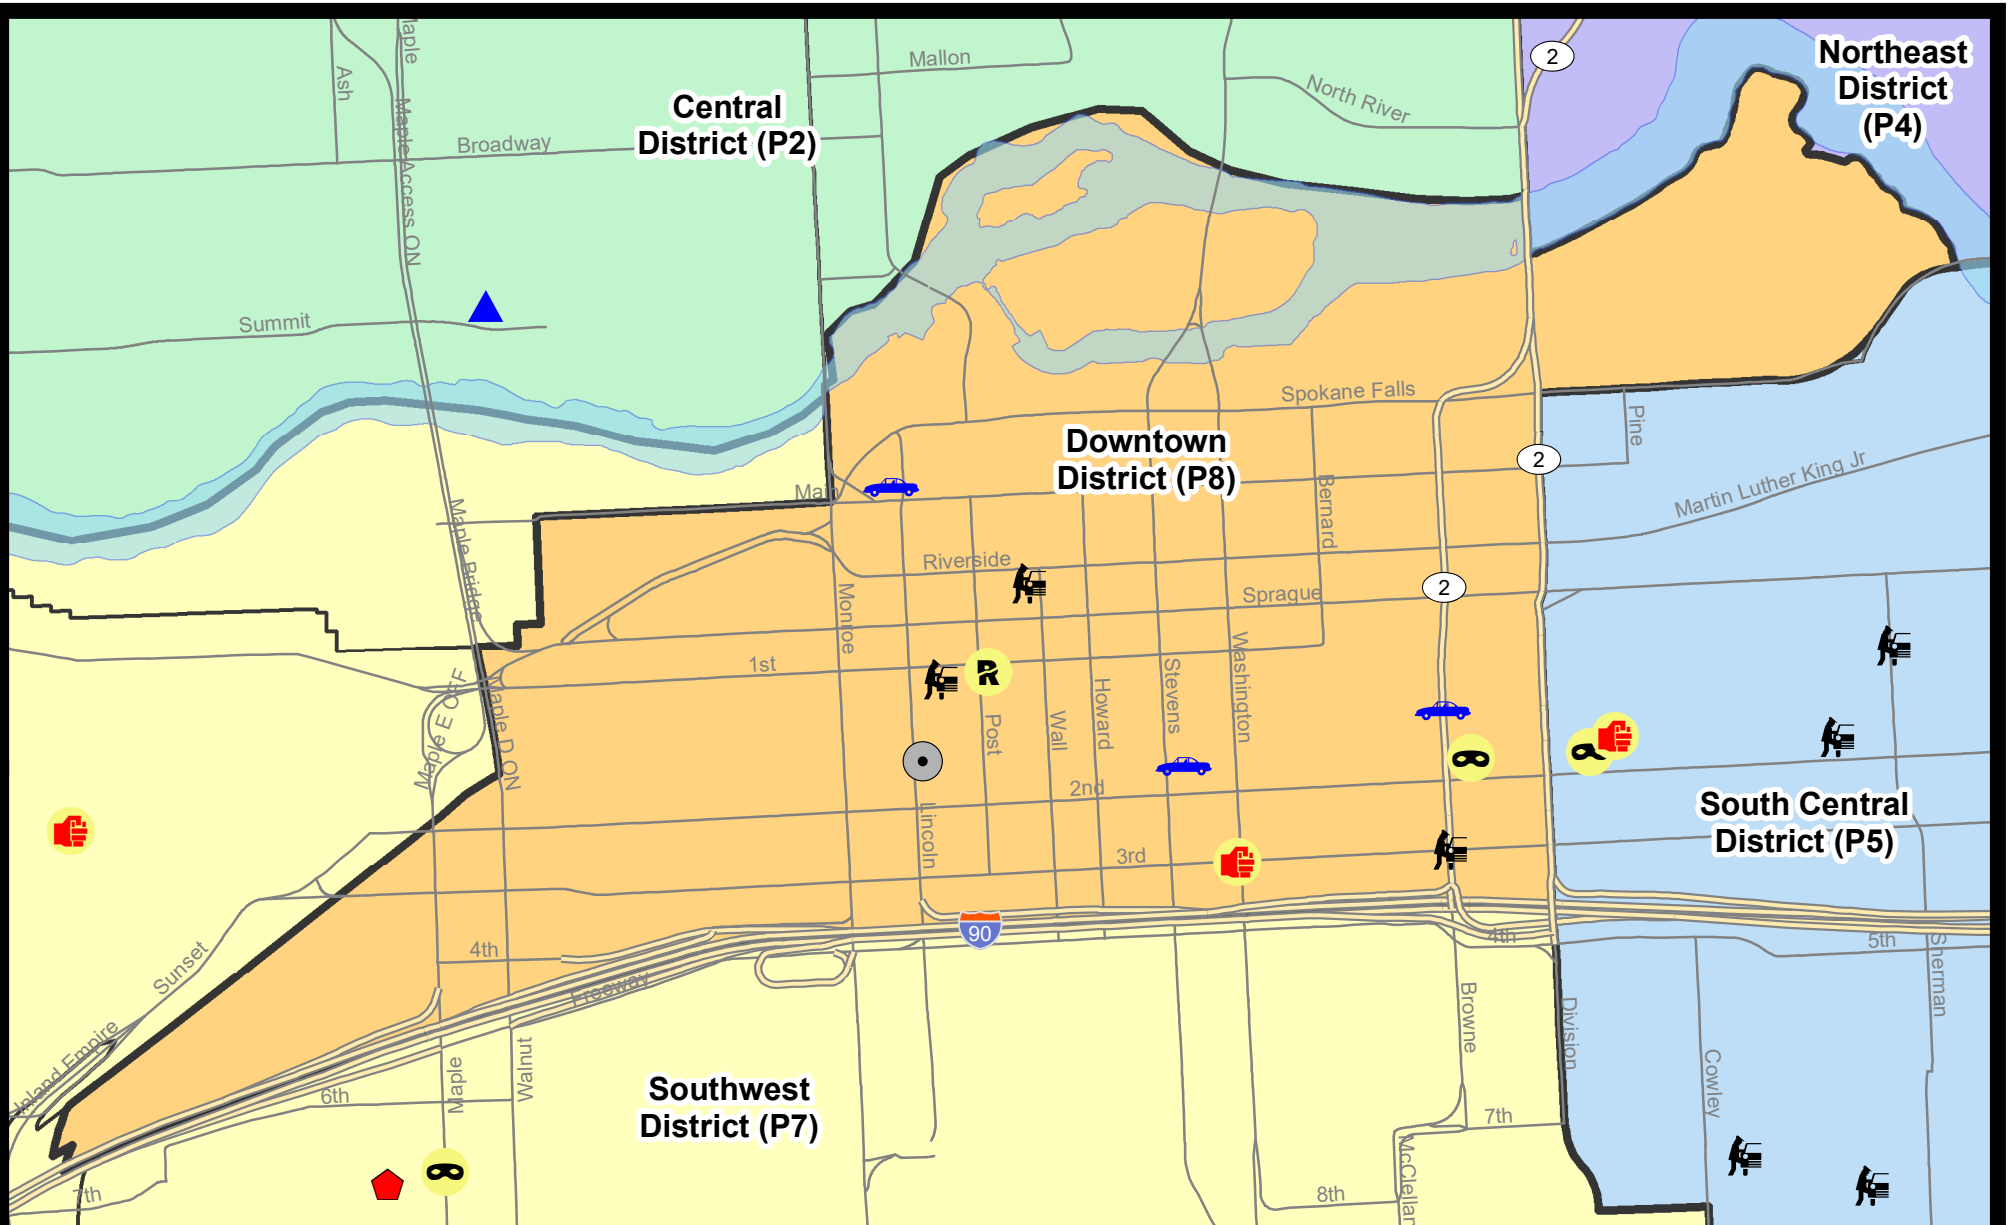 Maple
Ash
Maple Access ON
Mallon
2
Northeast
District
(P4)
North River
Central
District (P2)
Broadway
Summit
Spokane Falls
Pine
Downtown
District (P8)
2
Martin Luther King Jr
Main
Bernard
Maple Bridge
Riverside
Monroe
2
Sprague
1st
Washington
Stevens
Howard
Post
Wall
Maple E OFF
Maple D ON
2nd
South Central
District (P5)
Lincoln
3rd
90
4th
4th
5th
Sherman
Sunset
Freeway
Browne
Division
Inland Empire
Walnut
Maple
Cowley
6th
Southwest
District (P7)
7th
McClellan
7th
8th